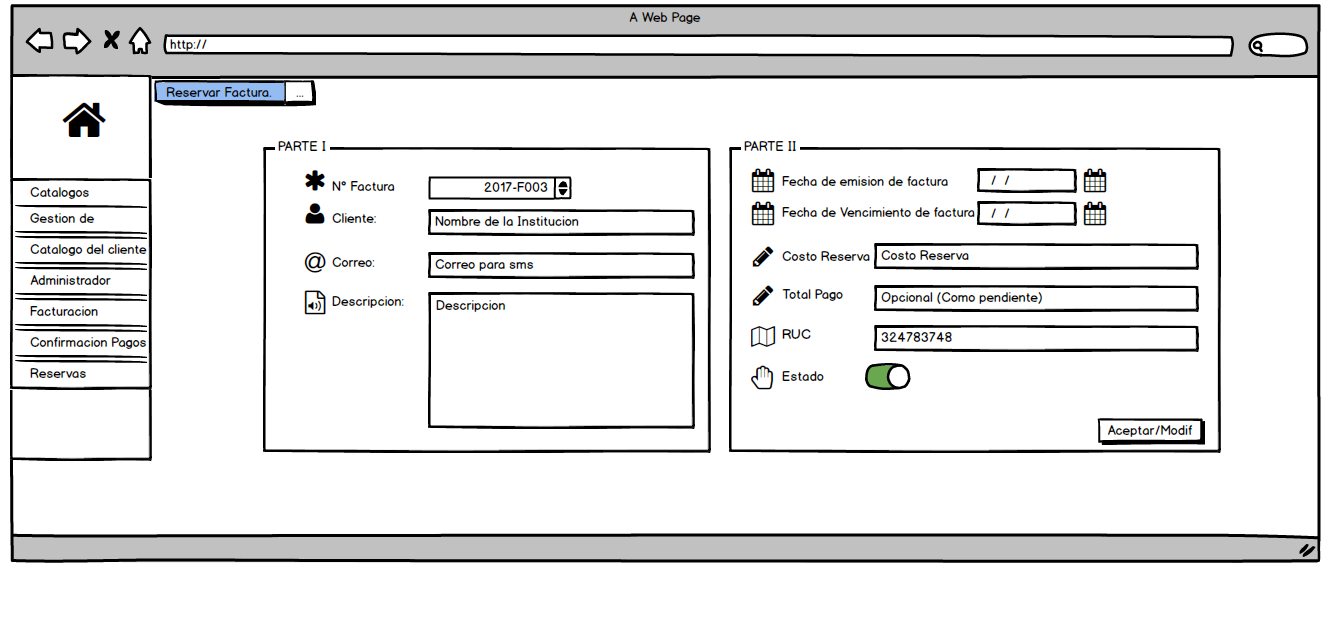 A Web Page
http://
Reservar Factura.
...
Catalogos
Gestion de
Catalogo del cliente
Administrador
Facturacion
Confirmacion Pagos
Reservas
PARTE I
N° Factura
2017-F003
Cliente:
Nombre de la Institucion
@ Correo:
Correo para sms
Descripcion:
Descripcion
PARTE II
Fecha de emision de factura
/ /
Fecha de Vencimiento de factura
/ /
Costo Reserva
Costo Reserva
Total Pago
Opcional (Como pendiente)
RUC
324783748
Estado
Aceptar/Modif